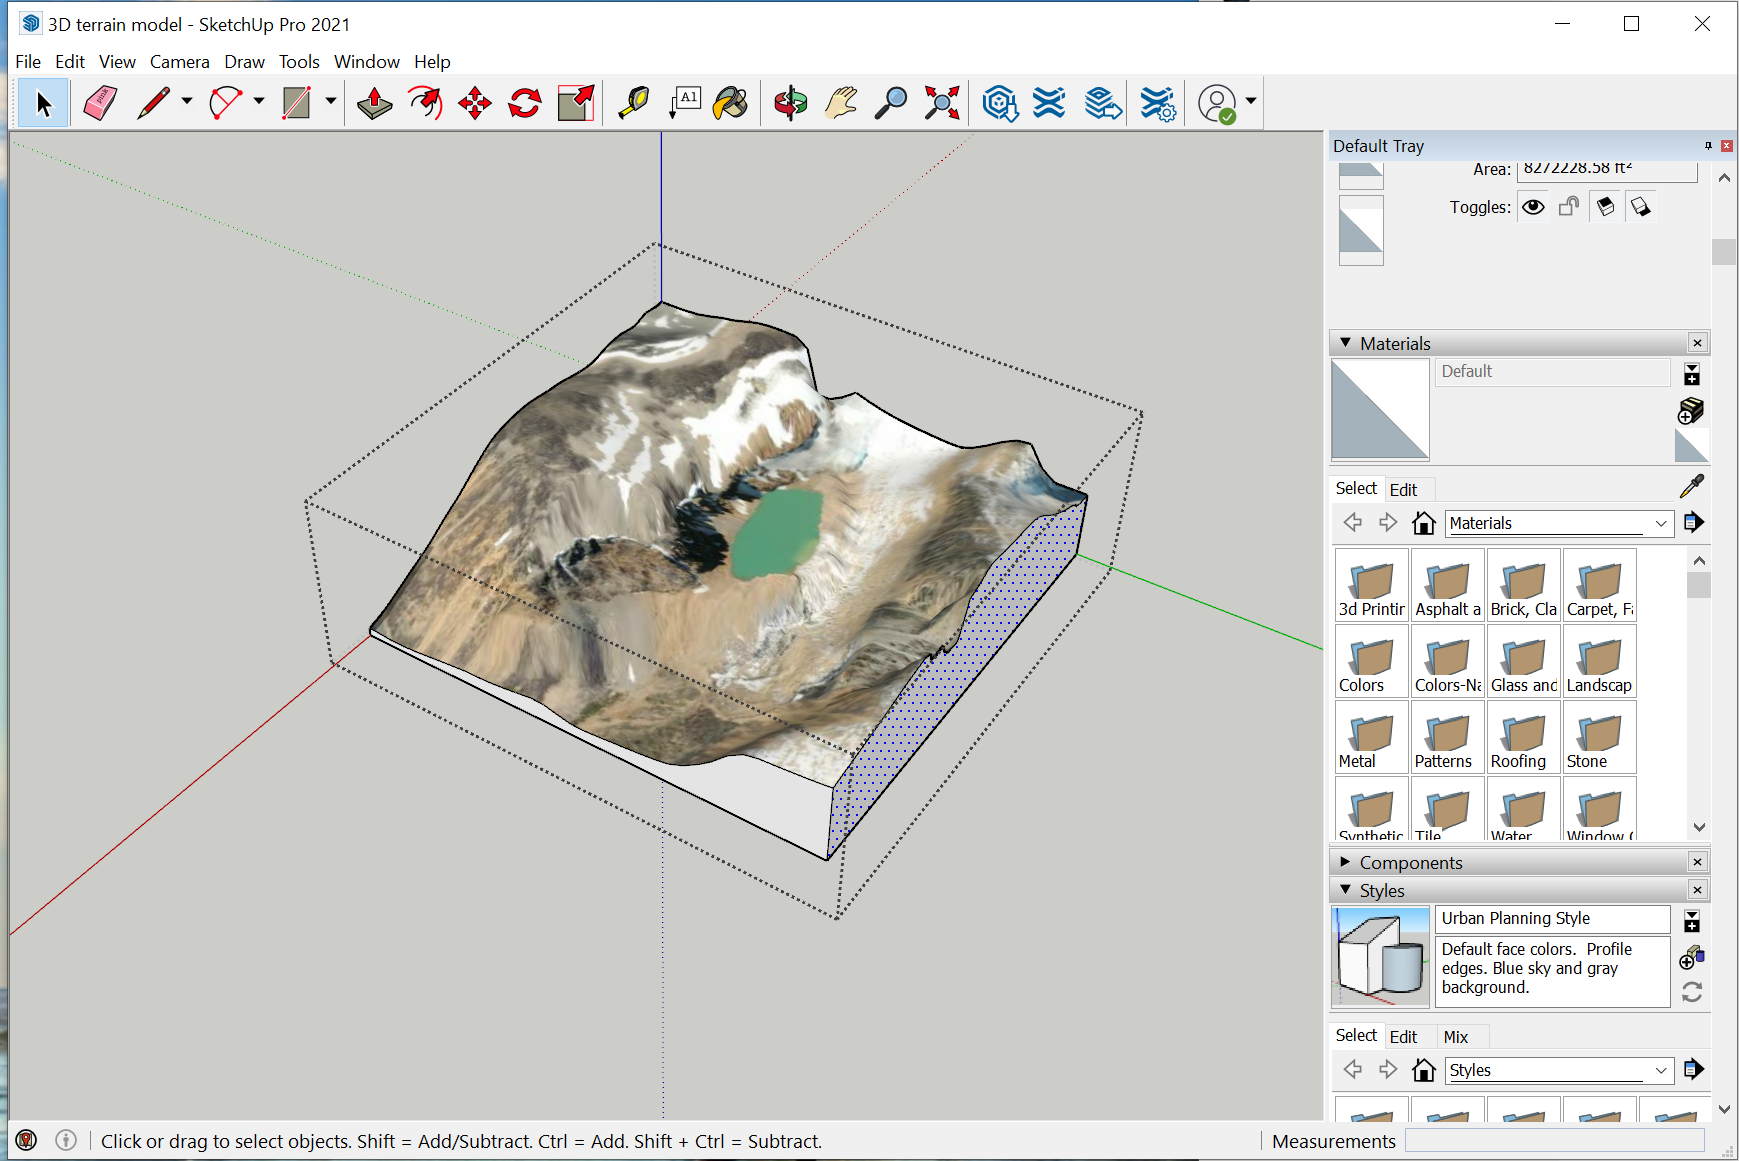 3D terrain model - SketchUp Pro 2021
File Edit View Camera Draw Tools Window Help
A1
Default Tray
Area: 8272228.58 ft²
Toggles:
Materials
Default
Select Edit
Materials
3d Printin Asphalt a Brick, Cla Carpet, Fa
Colors Colors-Na Glass and Landscap
Metal Patterns Roofing Stone
Synthetic Tile Water Window C
Components
Styles
Urban Planning Style
Default face colors. Profile
edges. Blue sky and gray
background.
Select Edit Mix
Styles
Click or drag to select objects. Shift = Add/Subtract. Ctrl = Add. Shift + Ctrl = Subtract.
Measurements